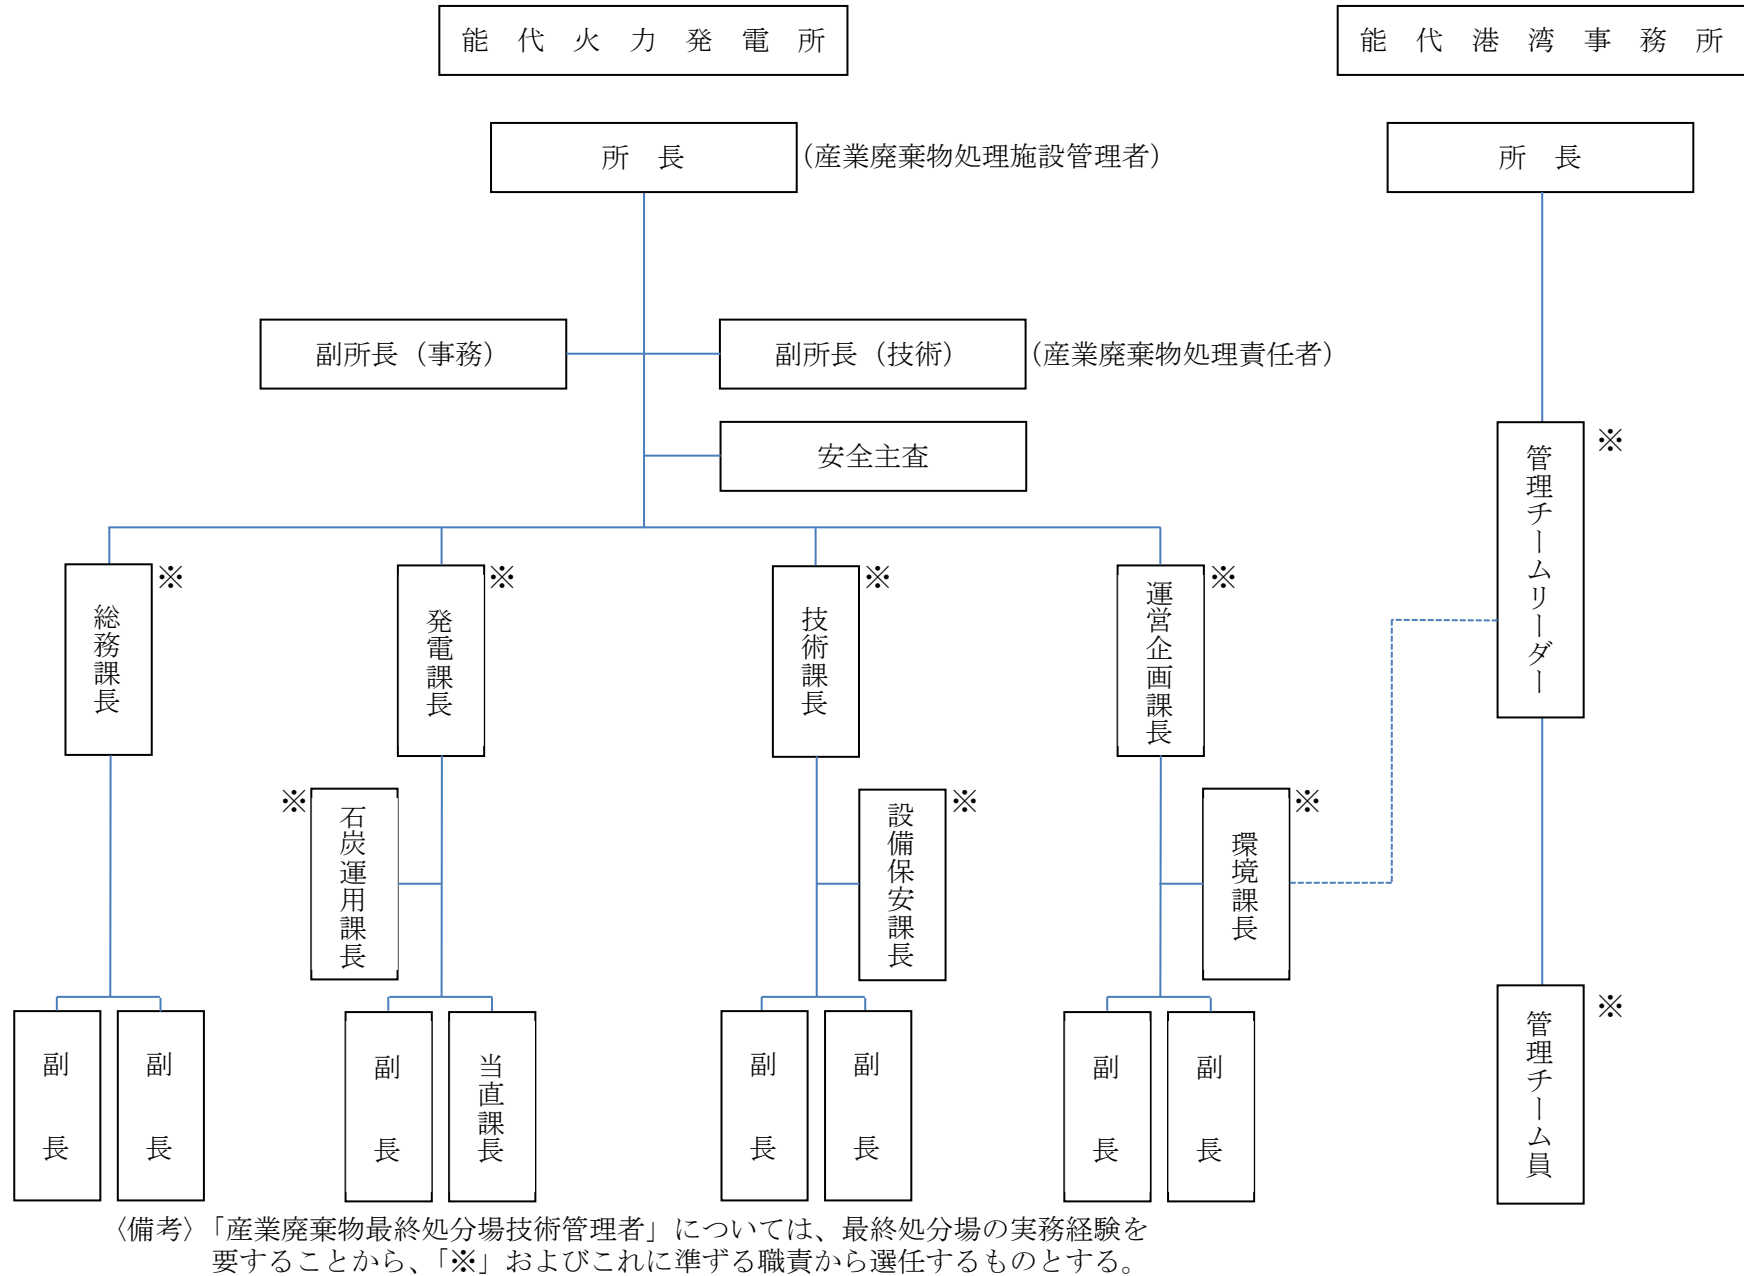 能代火力発電所
能代港湾事務所
所長
(産業廃棄物処理施設管理者)
所長
副所長（事務）
副所長（技術）
(産業廃棄物処理責任者)
安全主査
管理チームリーダー
※
総務課長
※
発電課長
※
技術課長
※
運営企画課長
※
※
石炭運用課長
設備保安課長
※
環境課長
※
副長
副長
副長
当直課長
副長
副長
副長
副長
管理チーム員
※
〈備考〉「産業廃棄物最終処分場技術管理者」については、最終処分場の実務経験を
要することから、「※」およびこれに準ずる職責から選任するものとする。